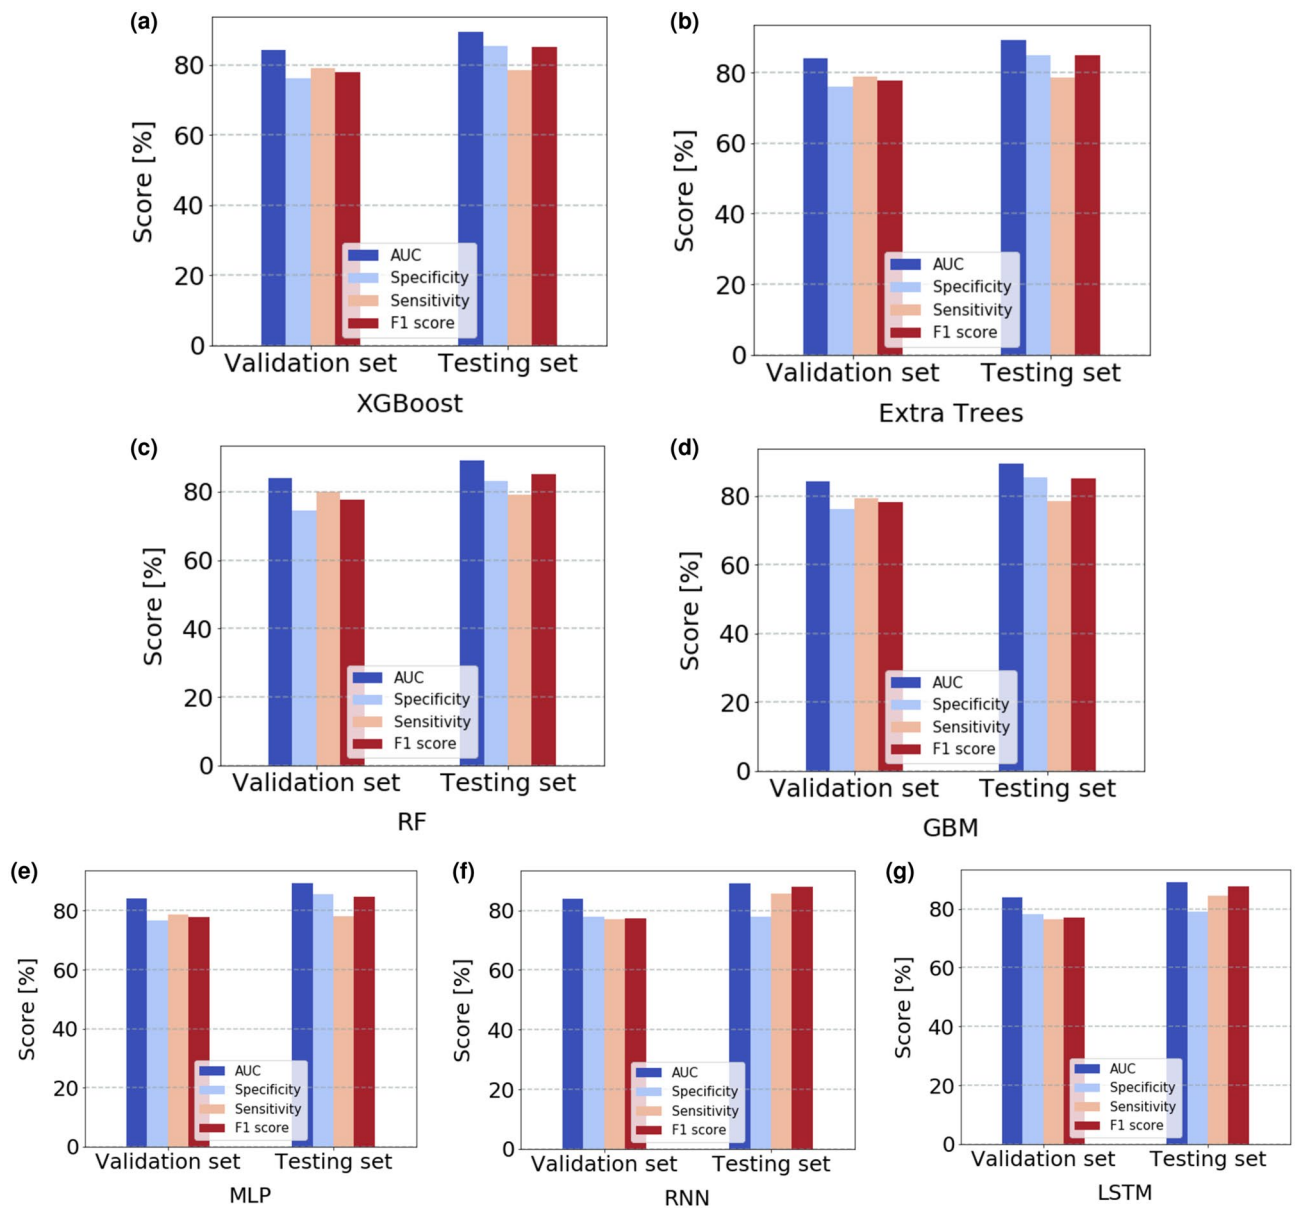 (a)
Score [%]
80
60
40
20
0
AUC
Specificity
Sensitivity
F1 score
Validation set
Testing set
XGBoost
(b)
Score [%]
80
60
40
20
0
AUC
Specificity
Sensitivity
F1 score
Validation set
Testing set
Extra Trees
(c)
Score [%]
80
60
40
20
0
AUC
Specificity
Sensitivity
F1 score
Validation set
Testing set
RF
(d)
Score [%]
80
60
40
20
0
AUC
Specificity
Sensitivity
F1 score
Validation set
Testing set
GBM
(e)
Score [%]
80
60
40
20
0
AUC
Specificity
Sensitivity
F1 score
Validation set
Testing set
MLP
(f)
Score [%]
80
60
40
20
0
AUC
Specificity
Sensitivity
F1 score
Validation set
Testing set
RNN
(g)
Score [%]
80
60
40
20
0
AUC
Specificity
Sensitivity
F1 score
Validation set
Testing set
LSTM